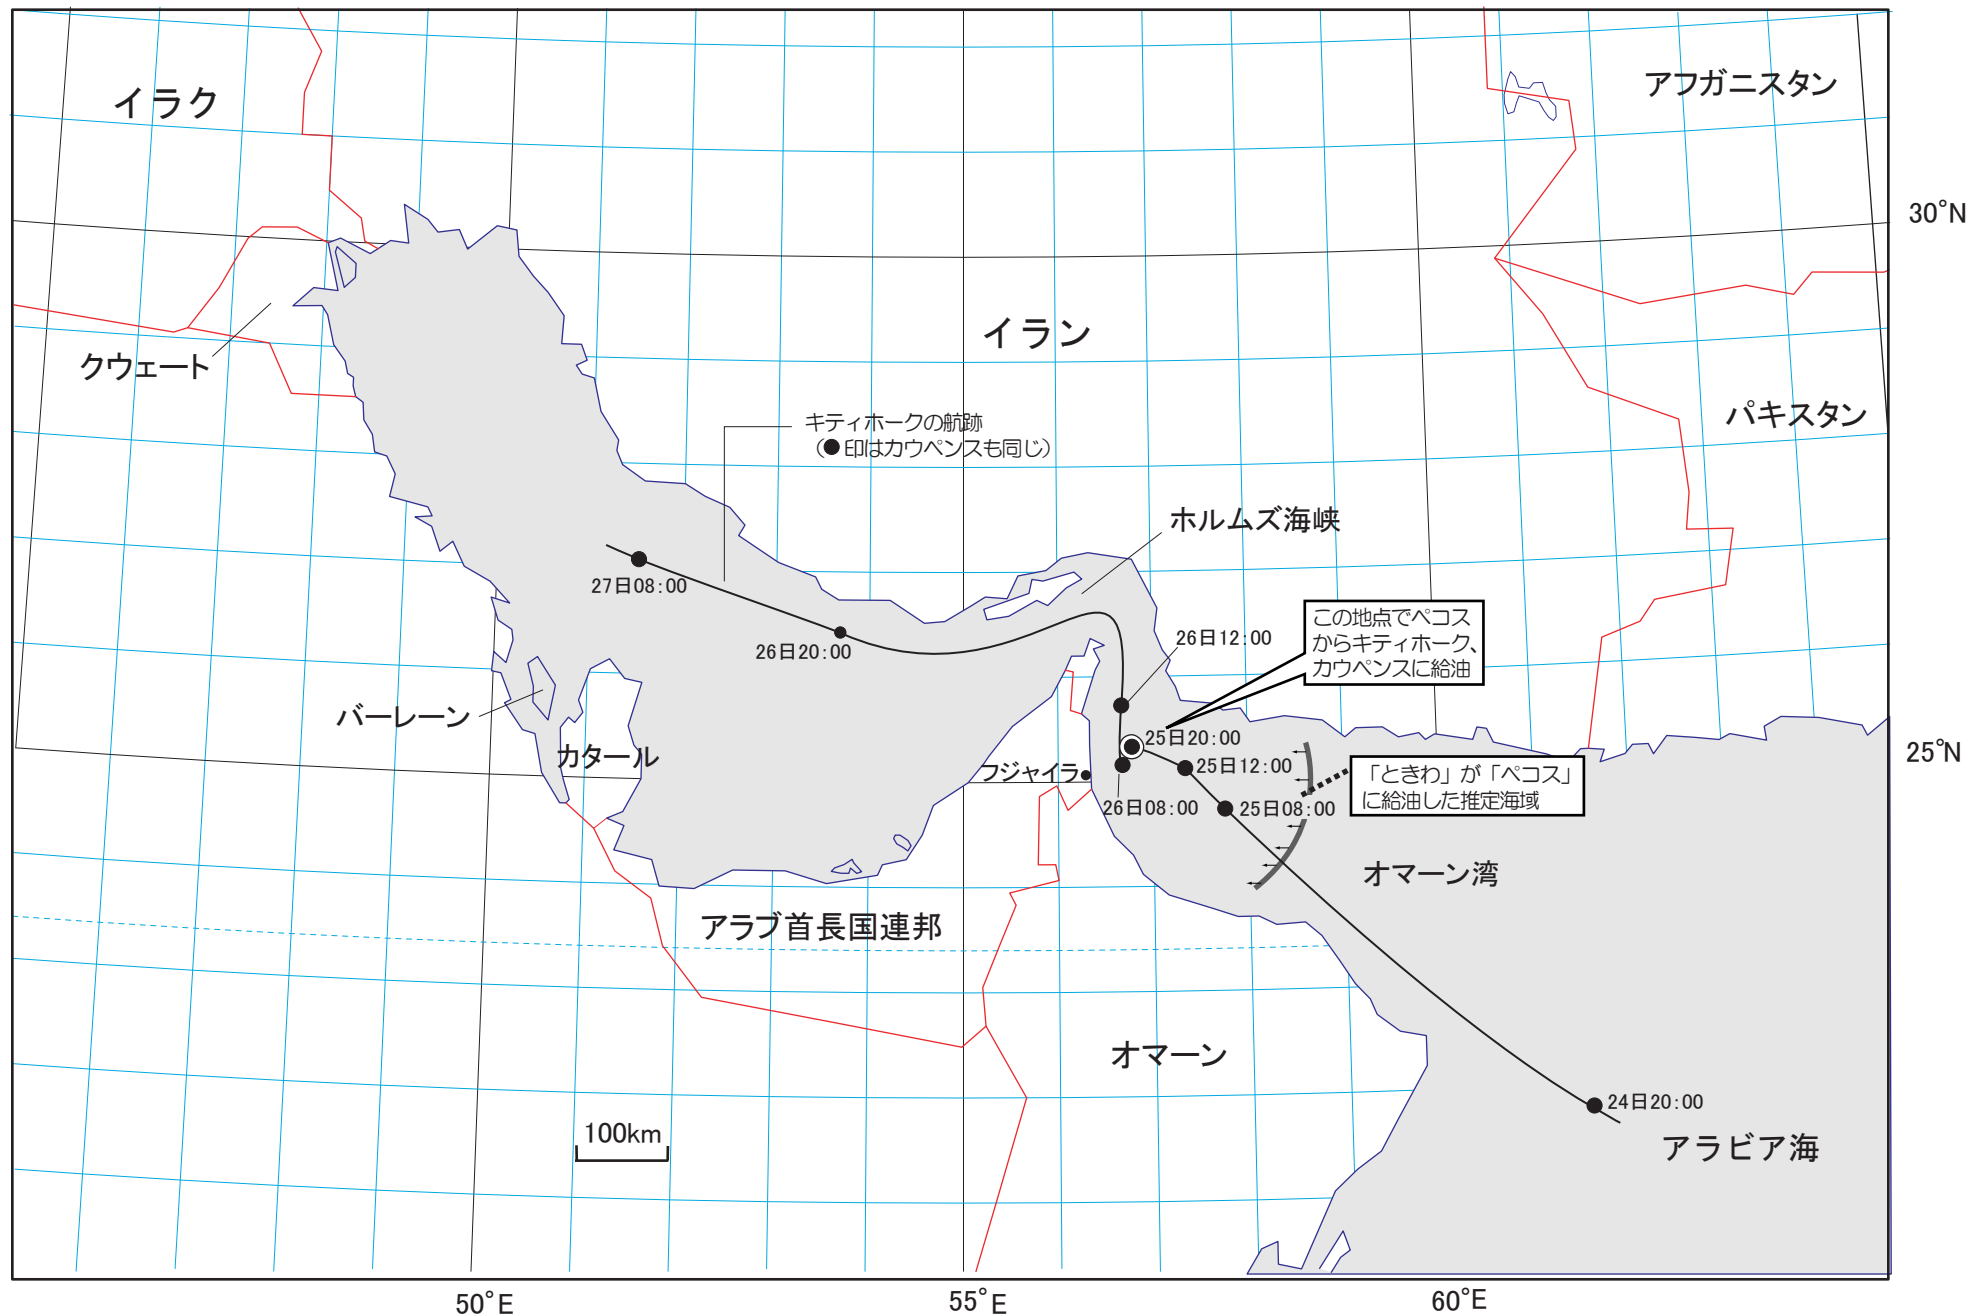 イラク
アフガニスタン
30°N
イラン
クウェート
パキスタン
キティホークの航跡
（●印はカウペンスも同じ）
ホルムズ海峡
27日08:00
26日20:00
26日12:00
この地点でペコス
からキティホーク、
カウペンスに給油
バーレーン
カタール
25日20:00
25°N
フジャイラ
25日12:00
「ときわ」が「ペコス」
に給油した推定海域
26日08:00
25日08:00
オマーン湾
アラブ首長国連邦
オマーン
24日20:00
100km
アラビア海
50°E
55°E
60°E